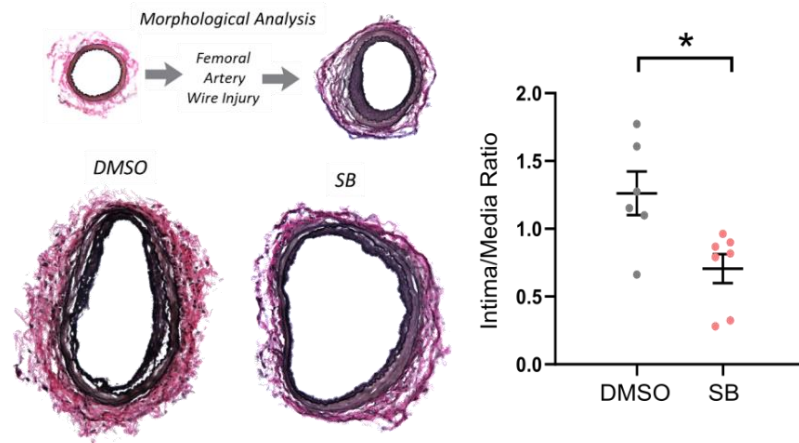 Morphological Analysis
Femoral
Artery
Wire Injury
DMSO
SB
*
Intima/Media Ratio
2.0
1.5
1.0
0.5
0.0
DMSO
SB